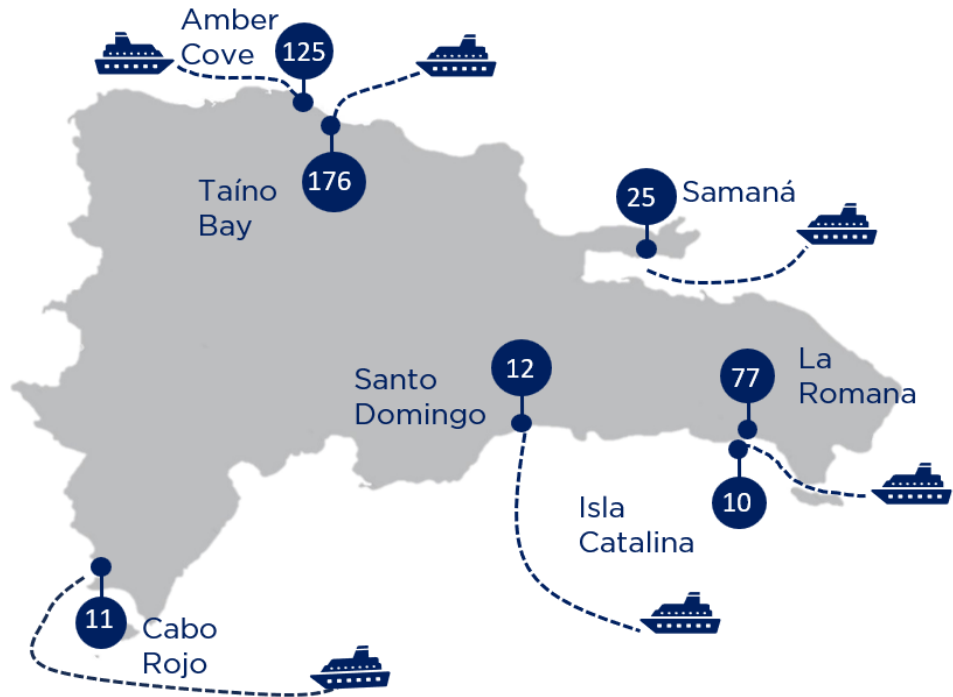 Amber
Cove
125
176
Taíno
Bay
25
Samaná
12
Santo
Domingo
77
La
Romana
10
Isla
Catalina
11
Cabo
Rojo